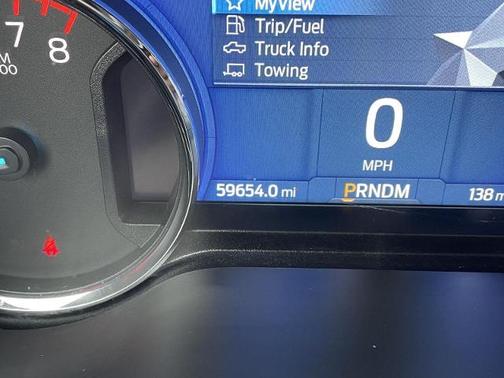 MyView
Trip/Fuel
Truck Info
Towing
7
8
0
MPH
59654.0 mi
PRNDM
138